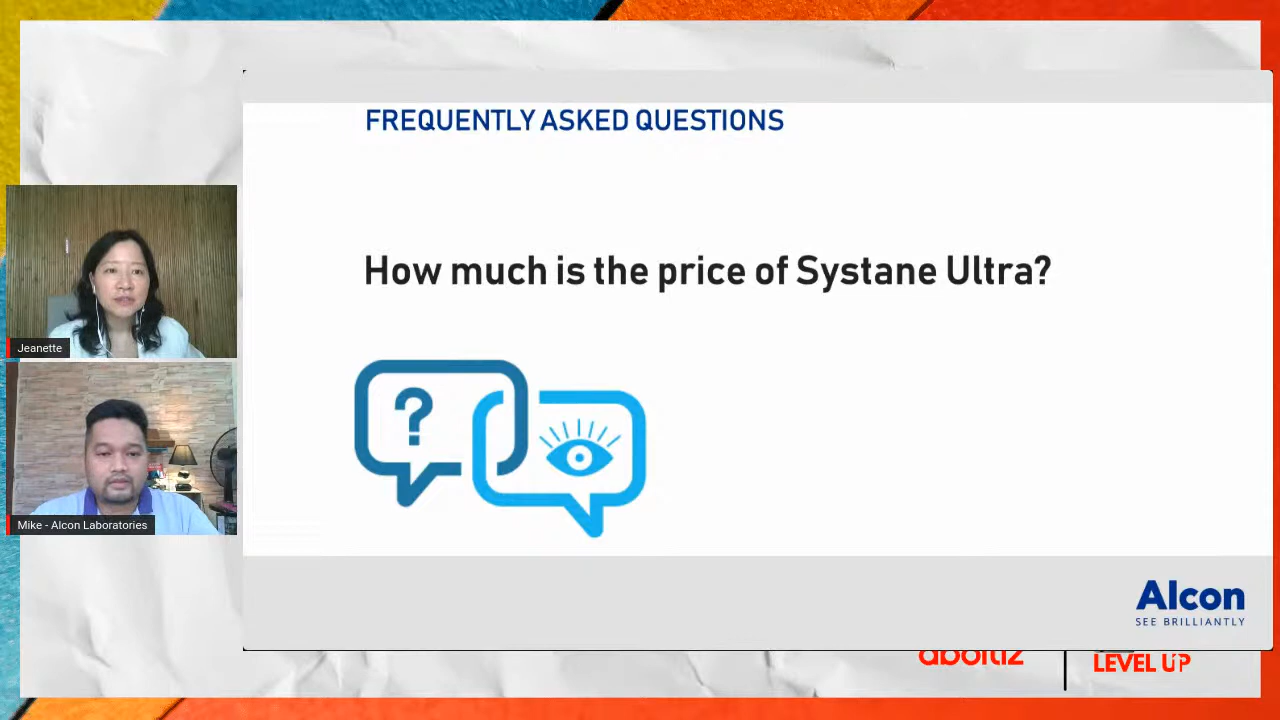 FREQUENTLY ASKED QUESTIONS
How much is the price of Systane Ultra?
?
Jeanette
Mike - Alcon Laboratories
Alcon
SEE BRILLIANTLY
aboitiz
LEVEL UP